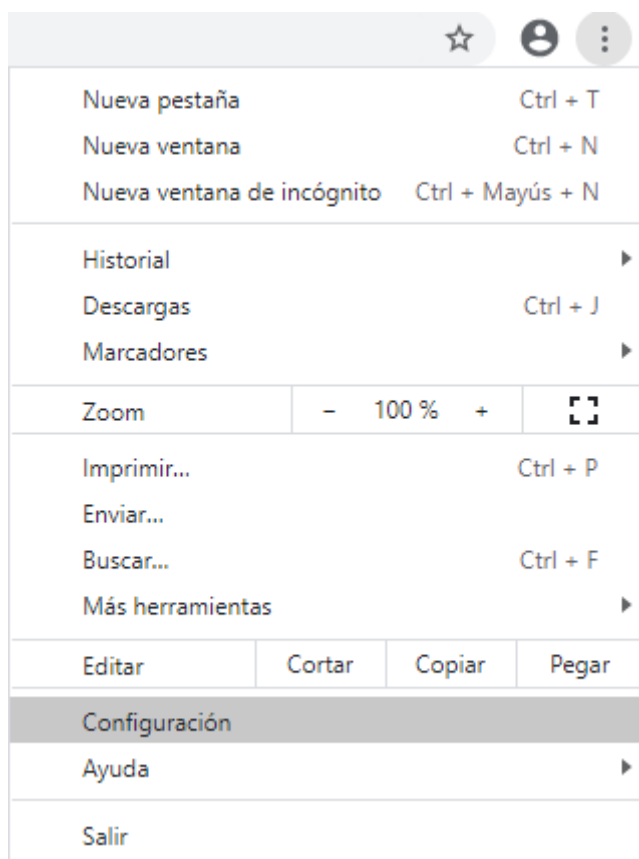 Nueva pestaña Ctrl + T
Nueva ventana Ctrl + N
Nueva ventana de incógnito Ctrl + Mayús + N
Historial
Descargas Ctrl + J
Marcadores
Zoom − 100 % +
Imprimir... Ctrl + P
Enviar...
Buscar... Ctrl + F
Más herramientas
Editar Cortar Copiar Pegar
Configuración
Ayuda
Salir